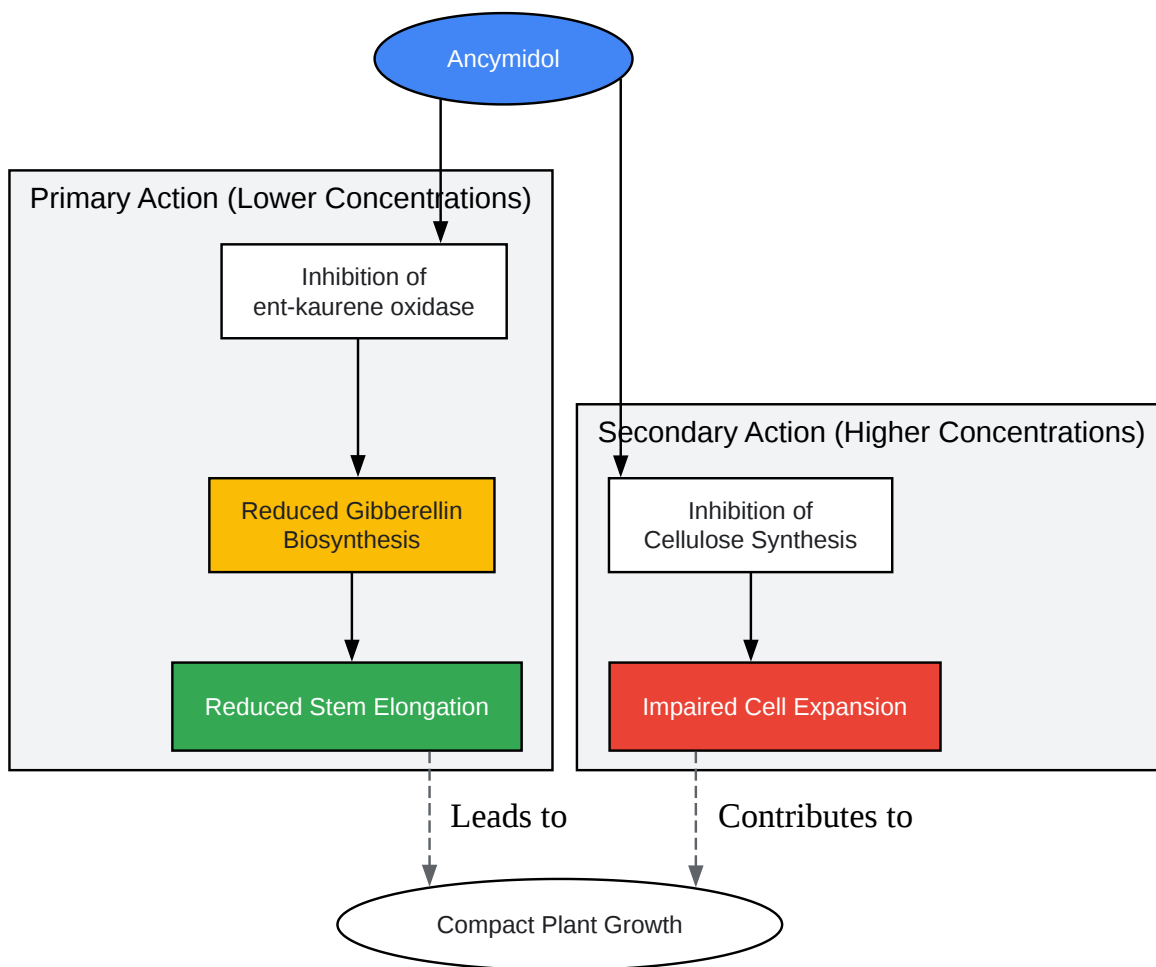 Ancymidol
Primary Action (Lower Concentrations)
Inhibition of
ent-kaurene oxidase
Reduced Gibberellin
Biosynthesis
Reduced Stem Elongation
Secondary Action (Higher Concentrations)
Inhibition of
Cellulose Synthesis
Impaired Cell Expansion
Leads to
Contributes to
Compact Plant Growth